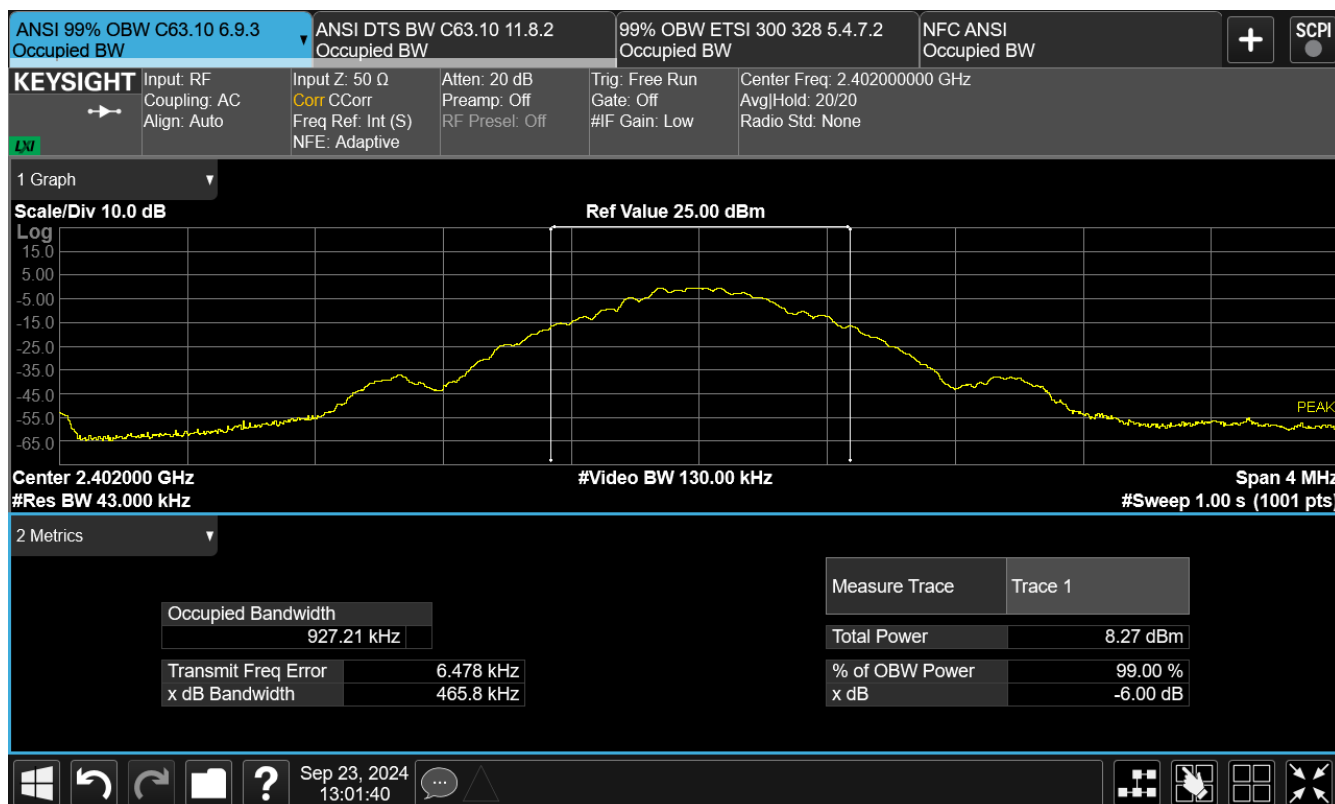 ANSI 99% OBW C63.10 6.9.3
Occupied BW
ANSI DTS BW C63.10 11.8.2
Occupied BW
99% OBW ETSI 300 328 5.4.7.2
Occupied BW
NFC ANSI
Occupied BW
SCPI
KEYSIGHT
LXI
Input: RF
Coupling: AC
Align: Auto
Input Z: 50 Ω
Corr CCorr
Freq Ref: Int (S)
NFE: Adaptive
Atten: 20 dB
Preamp: Off
RF Presel: Off
Trig: Free Run
Gate: Off
#IF Gain: Low
Center Freq: 2.402000000 GHz
Avg|Hold: 20/20
Radio Std: None
1 Graph
Scale/Div 10.0 dB
Ref Value 25.00 dBm
Log
15.0
5.00
-5.00
-15.0
-25.0
-35.0
-45.0
-55.0
-65.0
PEAK
Center 2.402000 GHz
#Video BW 130.00 kHz
Span 4 MHz
#Res BW 43.000 kHz
#Sweep 1.00 s (1001 pts)
2 Metrics
Occupied Bandwidth
927.21 kHz
Transmit Freq Error 6.478 kHz
x dB Bandwidth 465.8 kHz
Measure Trace Trace 1
Total Power 8.27 dBm
% of OBW Power 99.00 %
x dB -6.00 dB
Sep 23, 2024
13:01:40